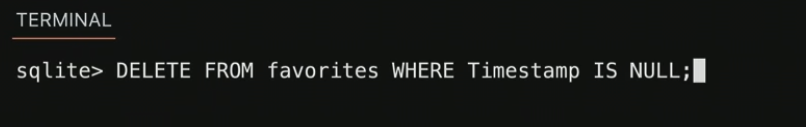 TERMINAL
sqlite> DELETE FROM favorites WHERE Timestamp IS NULL;